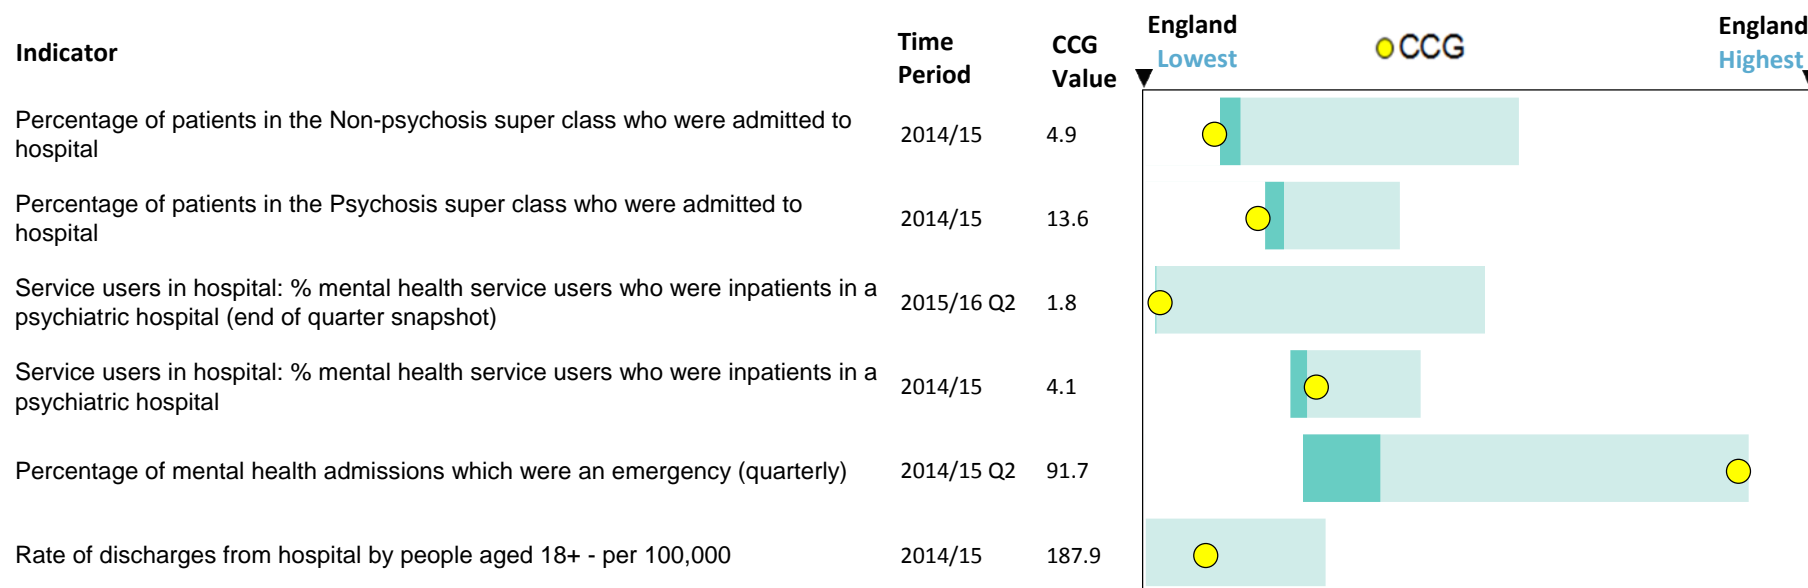 Indicator
Time Period
CCG Value
England Lowest
CCG
England Highest
Percentage of patients in the Non-psychosis super class who were admitted to
hospital
2014/15 4.9
Percentage of patients in the Psychosis super class who were admitted to
hospital
2014/15 13.6
Service users in hospital: % mental health service users who were inpatients in a
psychiatric hospital (end of quarter snapshot)
2015/16 Q2 1.8
Service users in hospital: % mental health service users who were inpatients in a
psychiatric hospital
2014/15 4.1
Percentage of mental health admissions which were an emergency (quarterly) 2014/15 Q2 91.7
Rate of discharges from hospital by people aged 18+ - per 100,000 2014/15 187.9